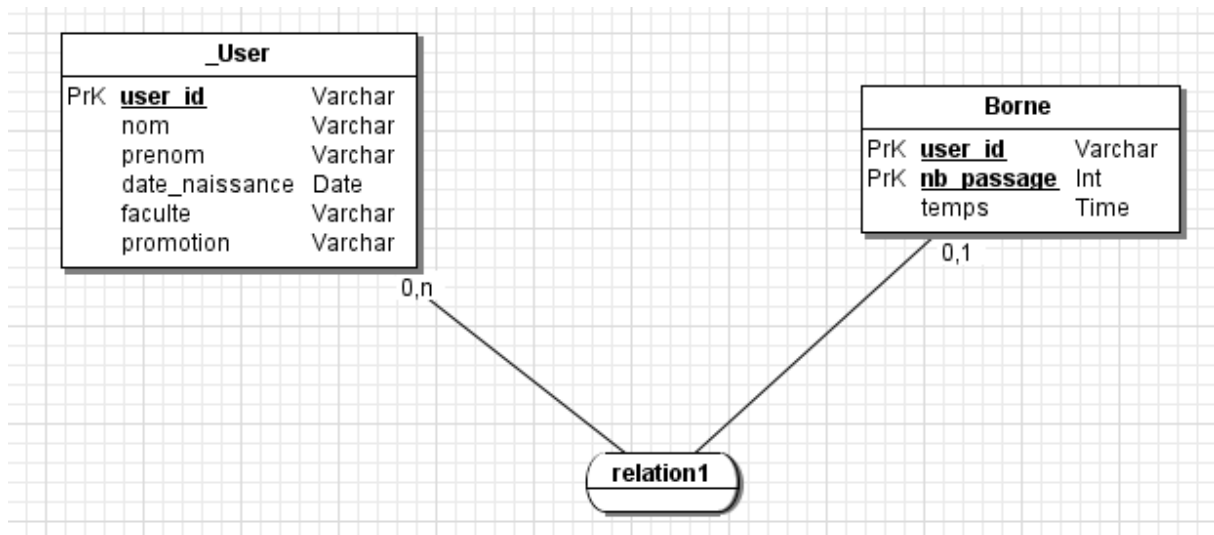 _User
PrK user_id Varchar
nom Varchar
prenom Varchar
date_naissance Date
faculte Varchar
promotion Varchar
0,n
Borne
PrK user_id Varchar
PrK nb_passage Int
temps Time
0,1
relation1